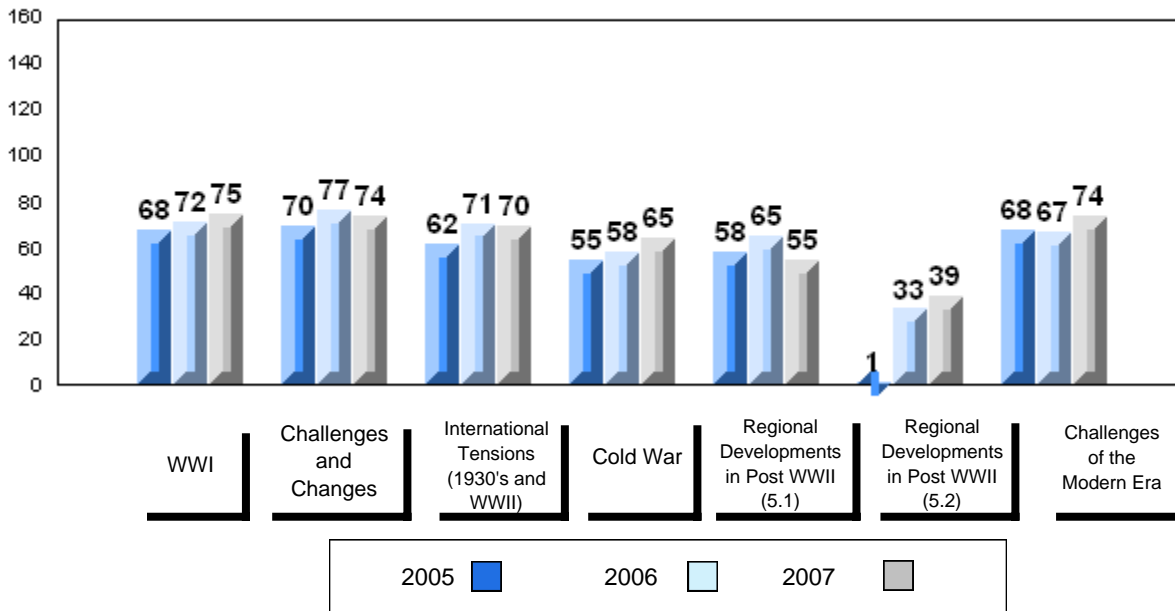 160
140
120
100
80
60
40
20
0
68 72 75
70 77 74
62 71 70
55 58 65
58 65 55
1 33 39
68 67 74
WWI
Challenges
and
Changes
International
Tensions
(1930's and
WWII)
Cold War
Regional
Developments
in Post WWII
(5.1)
Regional
Developments
in Post WWII
(5.2)
Challenges
of the
Modern Era
2005 2006 2007